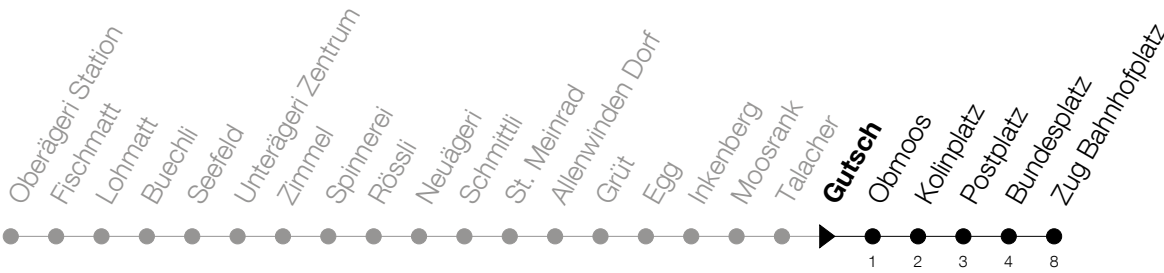 Oberägeri Station
Fischmatt
Lohmatt
Buechli
Seefeld
Unterägeri Zentrum
Zimmel
Spinnerei
Rössli
Neuägeri
Schmittli
St. Meinrad
Allenwinden Dorf
Grüt
Egg
Inkenberg
Moosrank
Talacher
Gutsch
Obmoos
Kolinplatz
Postplatz
Bundesplatz
Zug Bahnhofplatz
1 2 3 4 8